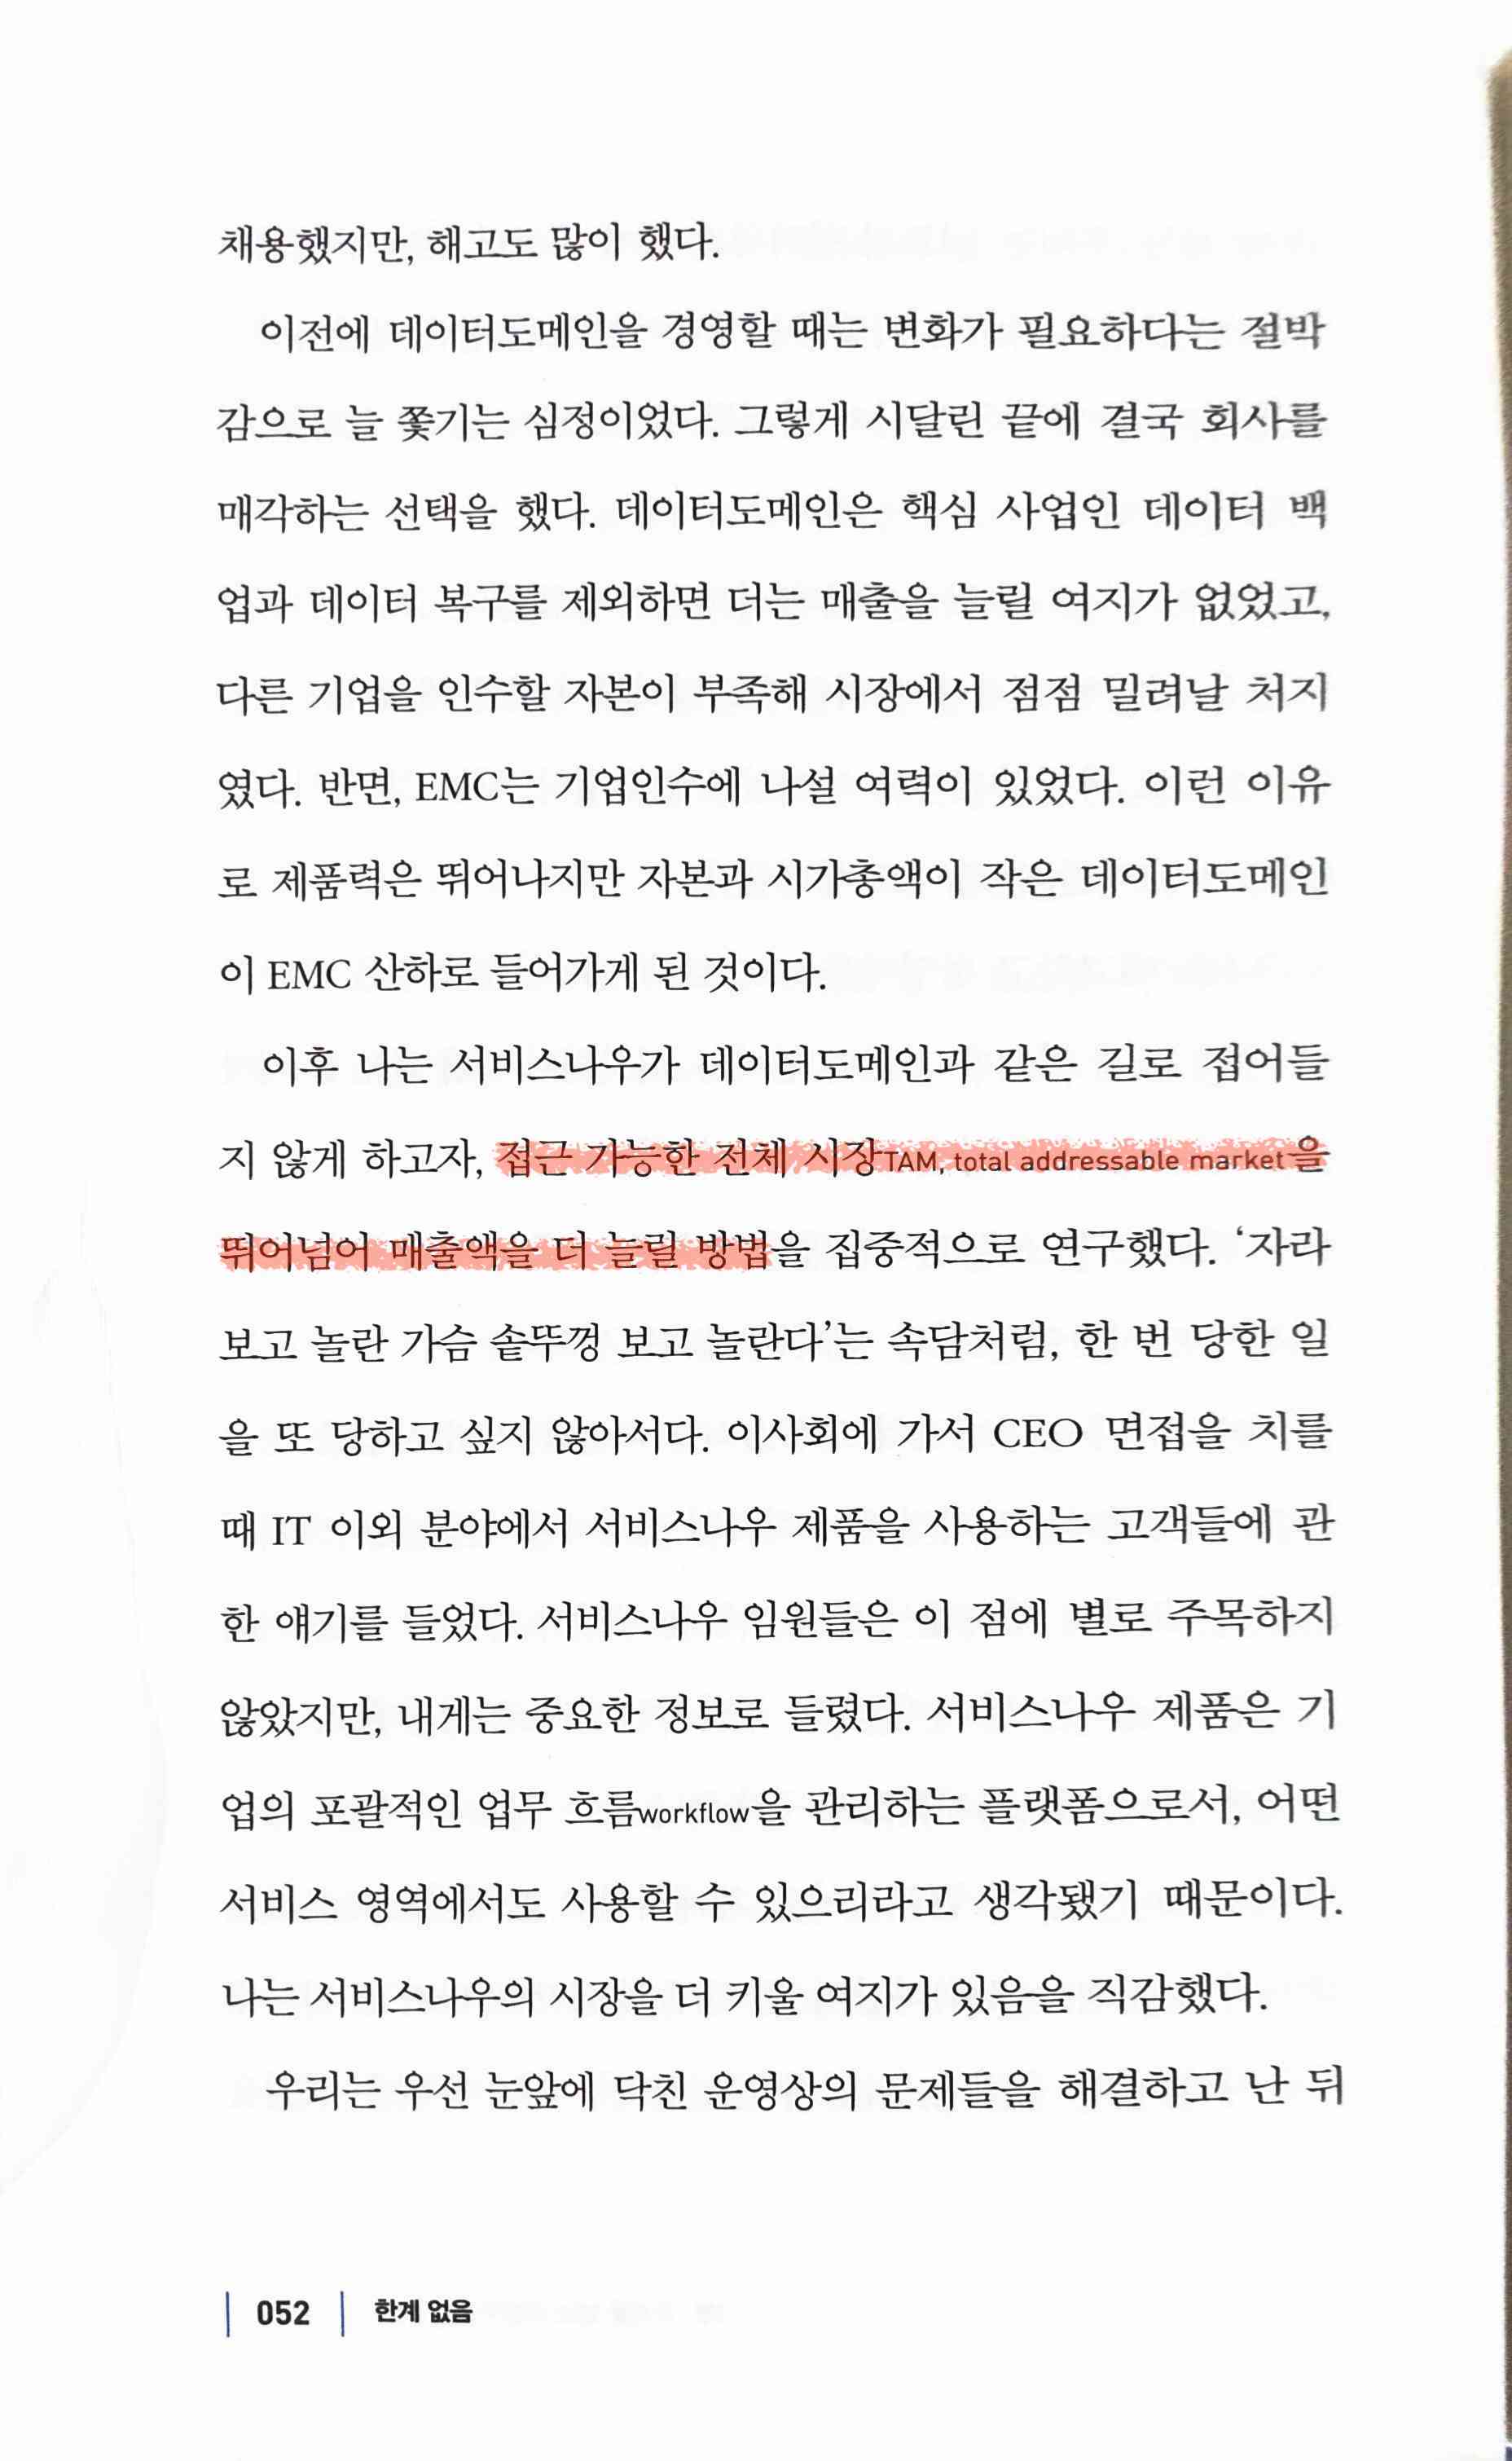 채용했지만, 해고도 많이 했다.
이전에 데이터도메인을 경영할 때는 변화가 필요하다는 절박
감으로 늘 쫓기는 심정이었다. 그렇게 시달린 끝에 결국 회사를
매각하는 선택을 했다. 데이터도메인은 핵심 사업인 데이터 백
업과 데이터 복구를 제외하면 더는 매출을 늘릴 여지가 없었고,
다른 기업을 인수할 자본이 부족해 시장에서 점점 밀려날 처지
였다. 반면, EMC는 기업인수에 나설 여력이 있었다. 이런 이유
로 제품력은 뛰어나지만 자본과 시가총액이 작은 데이터도메인
이 EMC 산하로 들어가게 된 것이다.
이후 나는 서비스나우가 데이터도메인과 같은 길로 접어들
지 않게 하고자, 접근 가능한 전체 시장TAM, total addressable market을
뛰어넘어 매출액을 더 늘릴 방법을 집중적으로 연구했다. ‘자라
보고 놀란 가슴 솥뚜껑 보고 놀란다’는 속담처럼, 한 번 당한 일
을 또 당하고 싶지 않아서다. 이사회에 가서 CEO 면접을 치를
때 IT 이외 분야에서 서비스나우 제품을 사용하는 고객들에 관
한 얘기를 들었다. 서비스나우 임원들은 이 점에 별로 주목하지
않았지만, 내게는 중요한 정보로 들렸다. 서비스나우 제품은 기
업의 포괄적인 업무 흐름workflow을 관리하는 플랫폼으로서, 어떤
서비스 영역에서도 사용할 수 있으리라고 생각됐기 때문이다.
나는 서비스나우의 시장을 더 키울 여지가 있음을 직감했다.
우리는 우선 눈앞에 닥친 운영상의 문제들을 해결하고 난 뒤
052 한계 없음